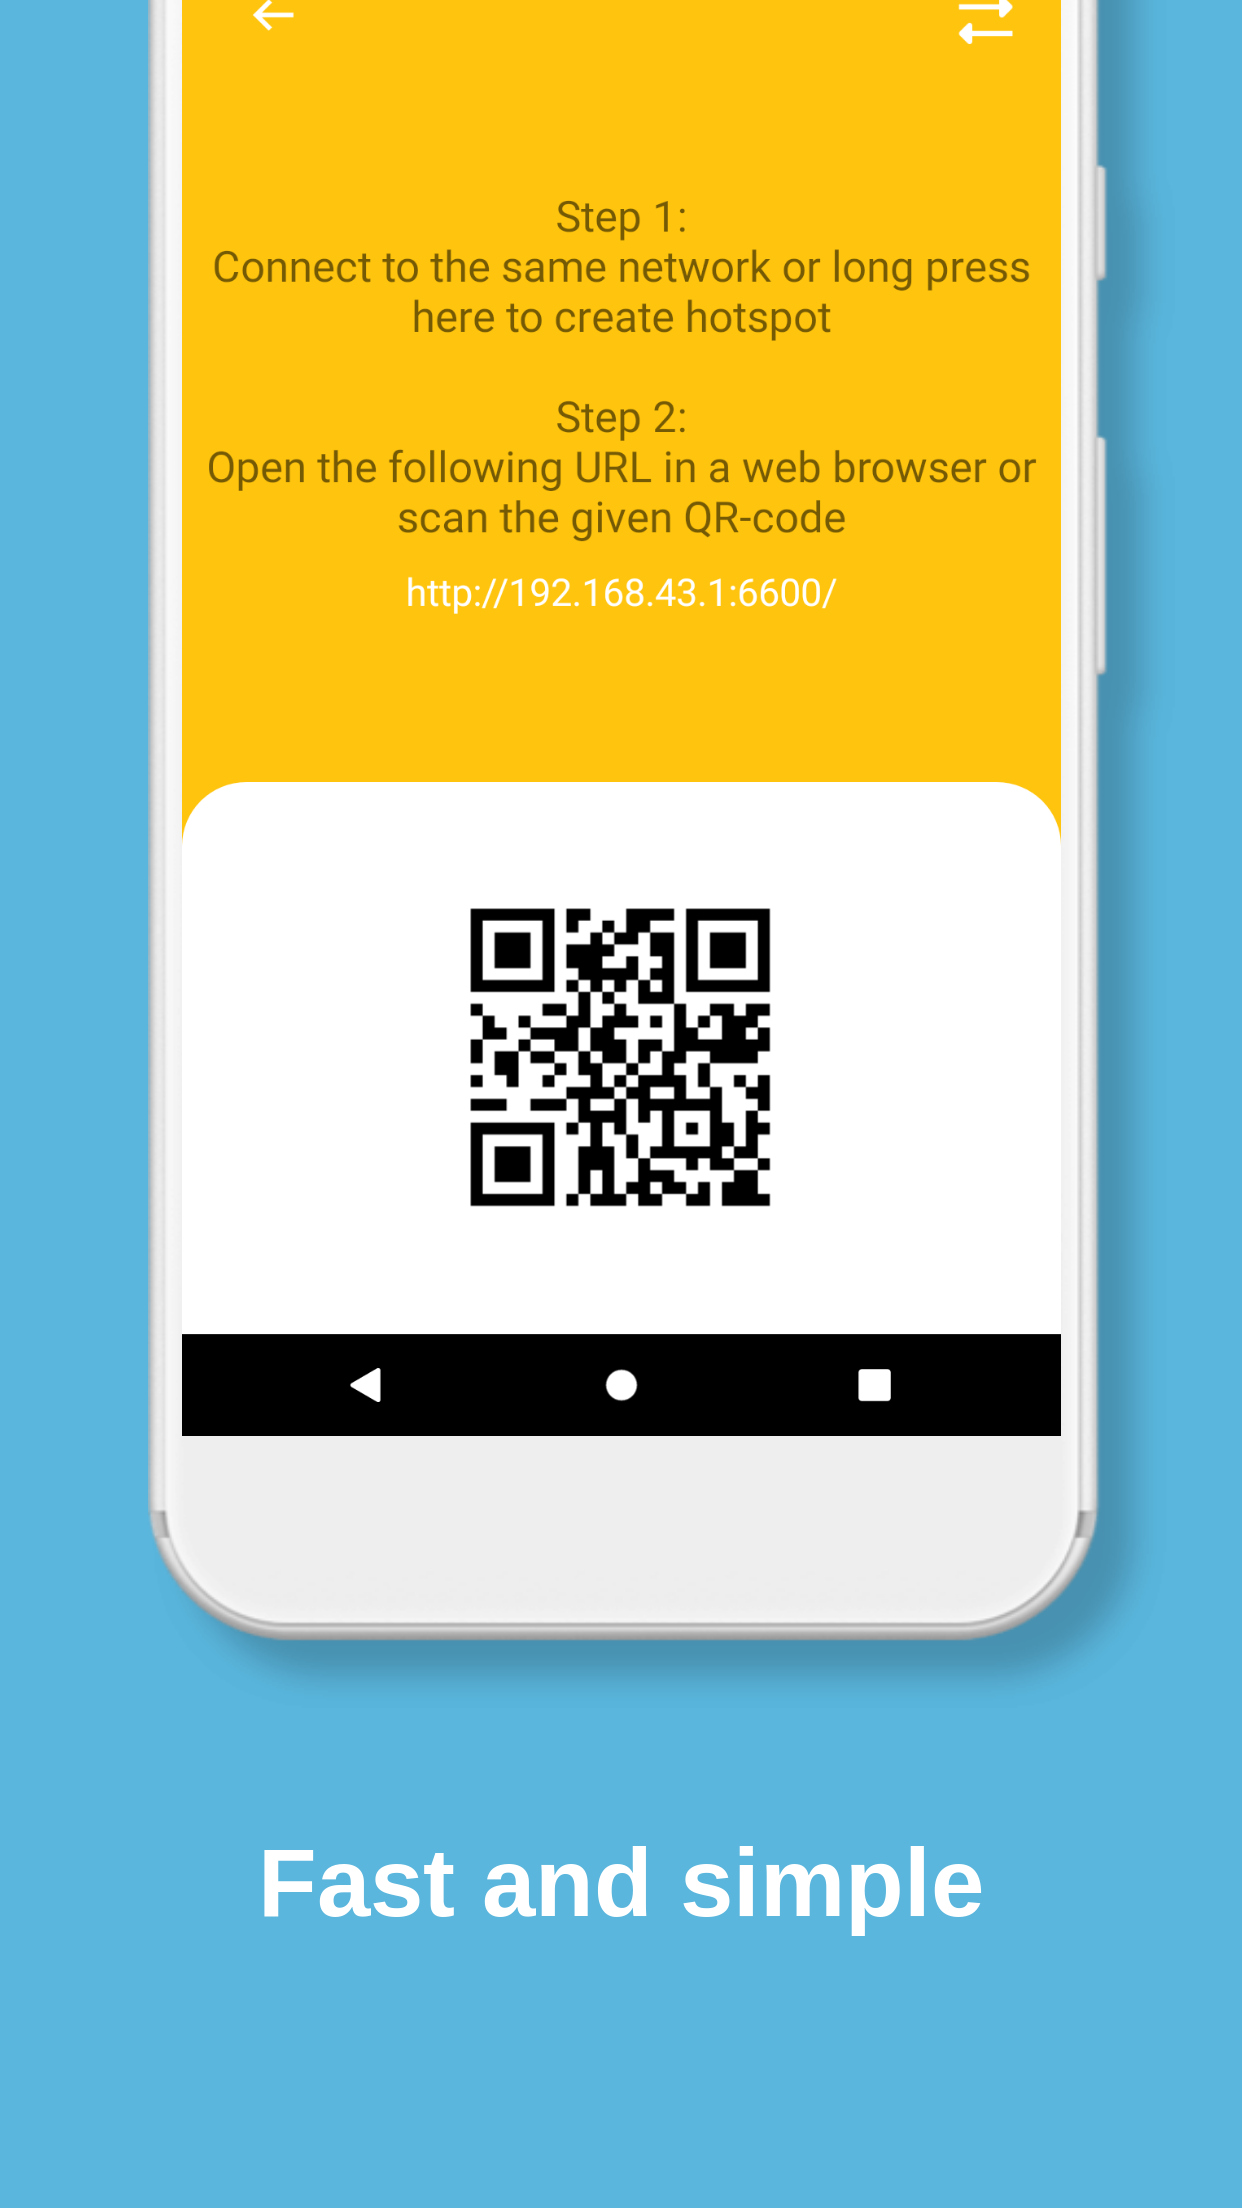 Step 1:
Connect to the same network or long press
here to create hotspot
Step 2:
Open the following URL in a web browser or
scan the given QR-code
http://192.168.43.1:6600/
Fast and simple